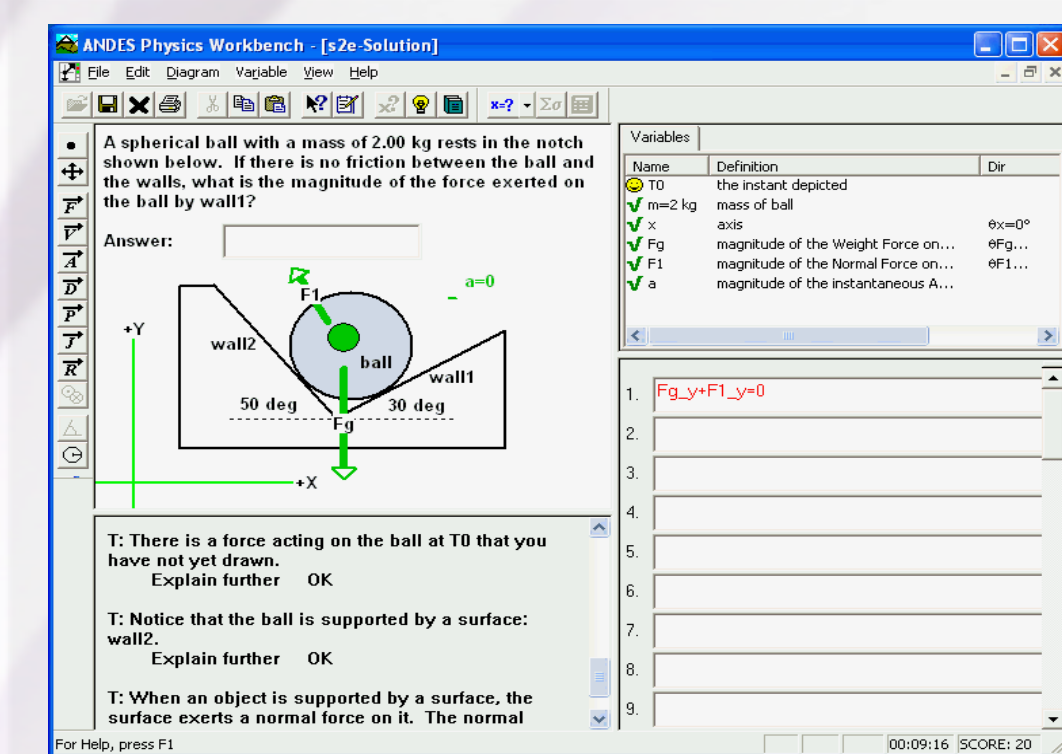 ANDES Physics Workbench - [s2e-Solution]
File Edit Diagram Variable View Help
x=? Σσ
A spherical ball with a mass of 2.00 kg rests in the notch
shown below. If there is no friction between the ball and
the walls, what is the magnitude of the force exerted on
the ball by wall1?
Answer:
F1
a=0
+Y
wall2
ball
wall1
50 deg
30 deg
Fg
+X
T: There is a force acting on the ball at T0 that you
have not yet drawn.
Explain further OK
T: Notice that the ball is supported by a surface:
wall2.
Explain further OK
T: When an object is supported by a surface, the
surface exerts a normal force on it. The normal
Variables
Name Definition Dir
T0 the instant depicted
m=2 kg mass of ball
x axis θx=0°
Fg magnitude of the Weight Force on... θFg...
F1 magnitude of the Normal Force on... θF1...
a magnitude of the instantaneous A...
1. Fg_y+F1_y=0
2.
3.
4.
5.
6.
7.
8.
9.
F
V
A
D
P
J
R
For Help, press F1
00:09:16 SCORE: 20